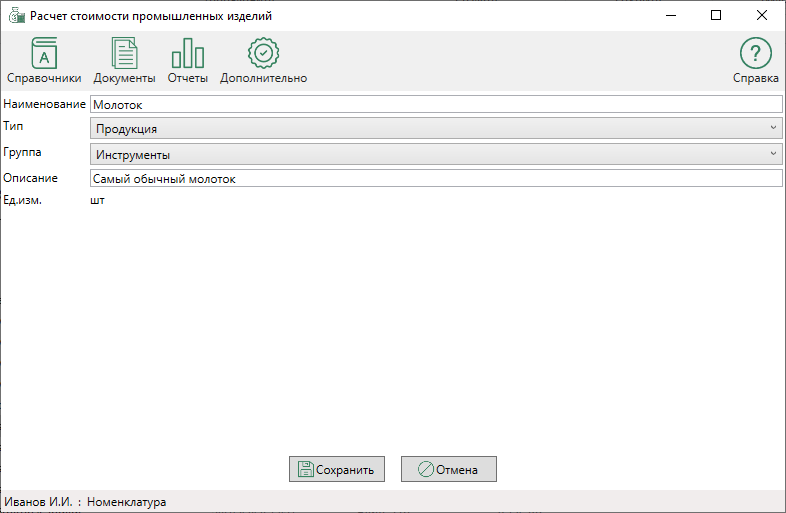 Расчет стоимости промышленных изделий
Справочники Документы Отчеты Дополнительно Справка
Наименование Молоток
Тип Продукция
Группа Инструменты
Описание Самый обычный молоток
Ед.изм. шт
Сохранить Отмена
Иванов И.И. : Номенклатура